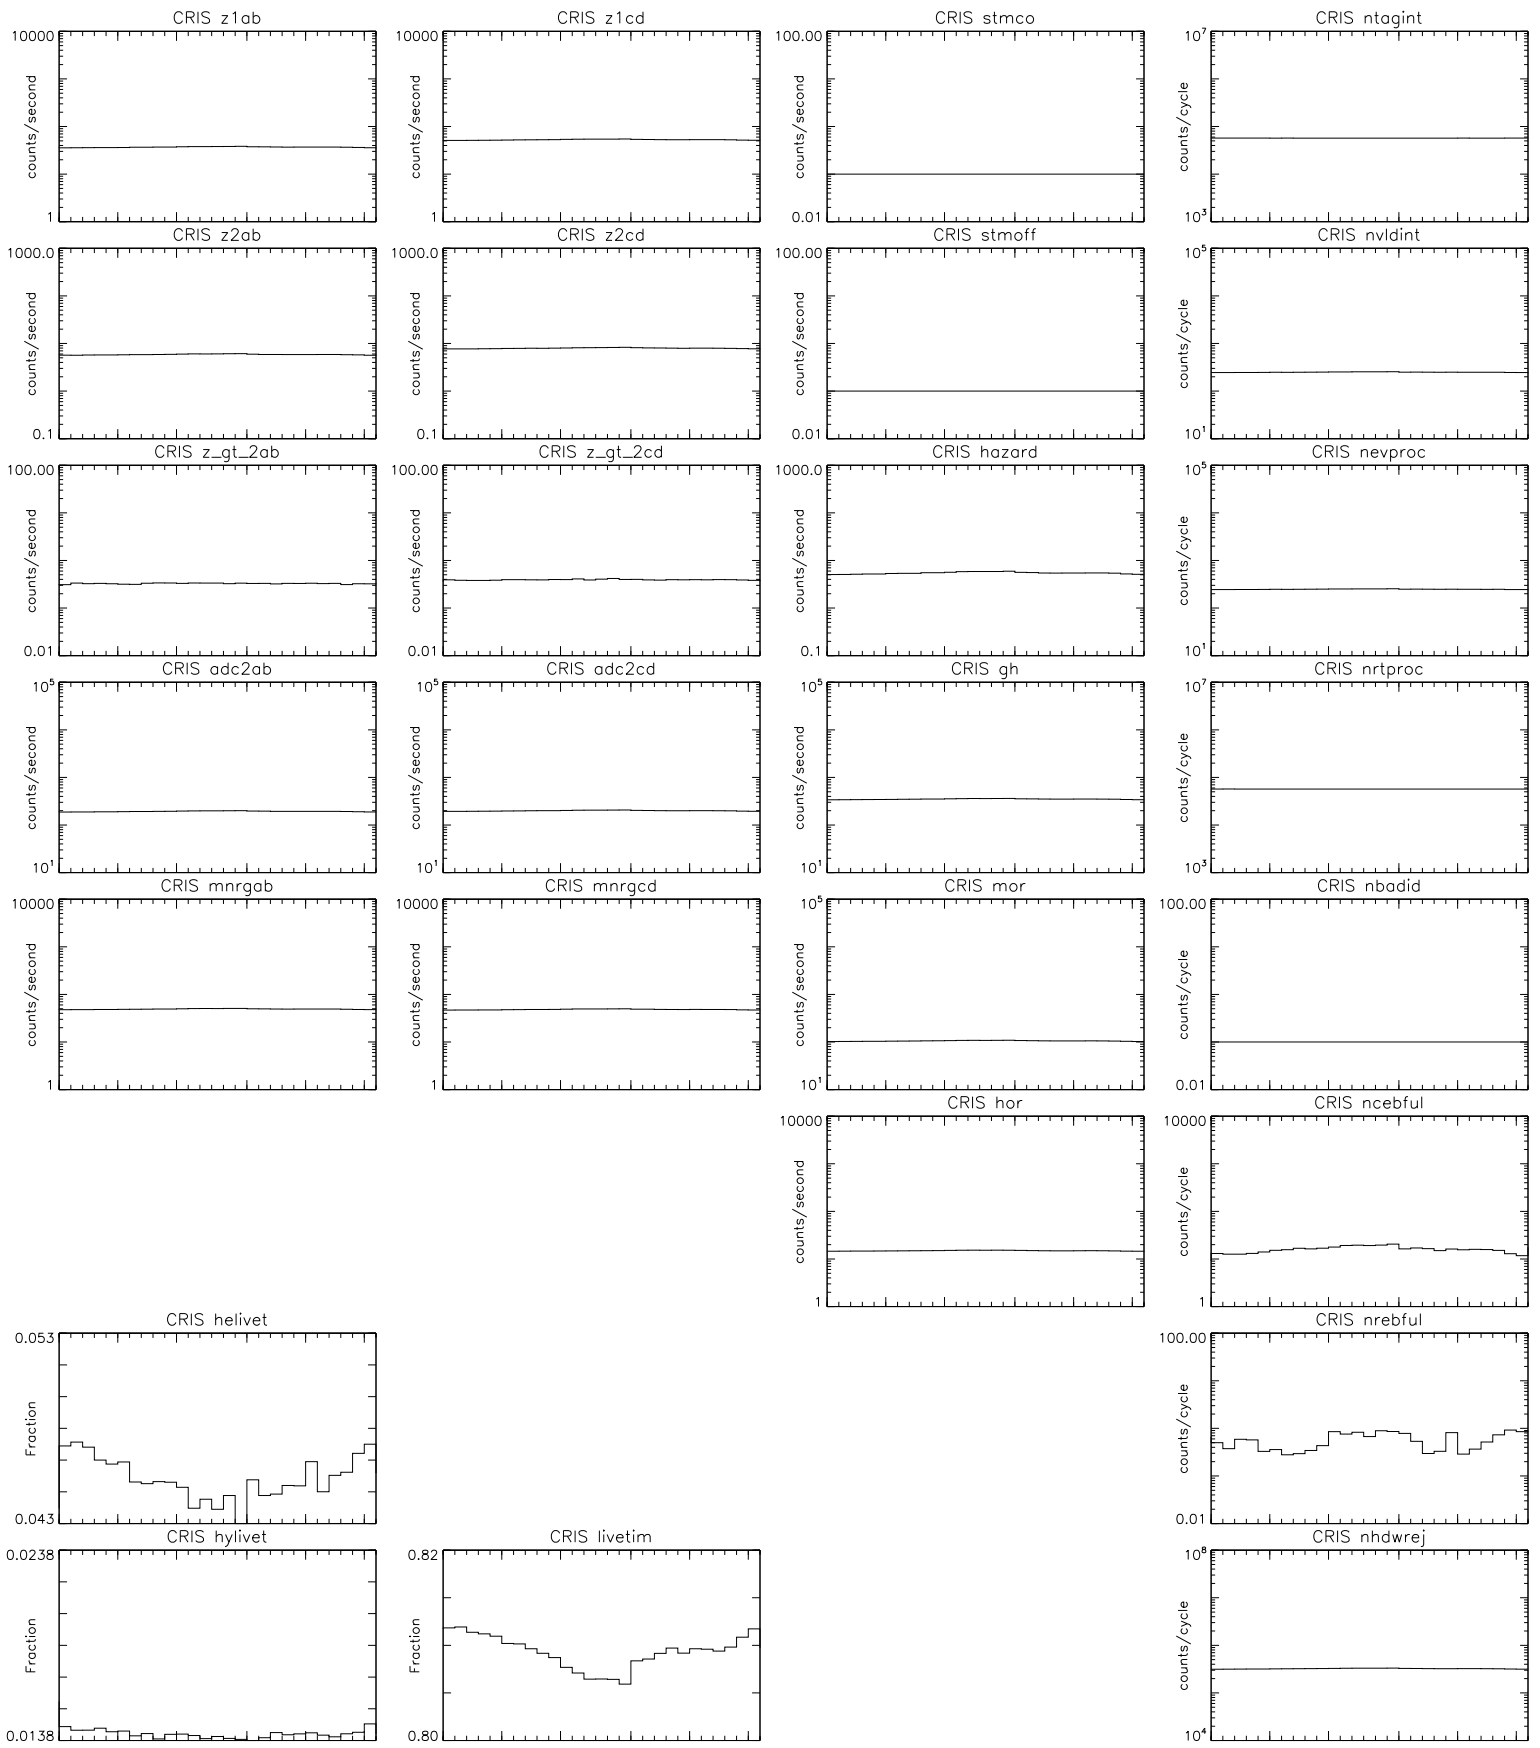 CRIS z1ab
CRIS z1cd
CRIS stmco
CRIS ntagint
10000
counts/second
1
10000
counts/second
1
100.00
counts/second
0.01
10⁷
counts/cycle
10³
CRIS z2ab
CRIS z2cd
CRIS stmoff
CRIS nvldint
1000.0
counts/second
0.1
1000.0
counts/second
0.1
100.00
counts/second
0.01
10⁵
counts/cycle
10¹
CRIS z_gt_2ab
CRIS z_gt_2cd
CRIS hazard
CRIS nevproc
100.00
counts/second
0.01
100.00
counts/second
0.01
1000.0
counts/second
0.1
10⁵
counts/cycle
10¹
CRIS adc2ab
CRIS adc2cd
CRIS gh
CRIS nrtproc
10⁵
counts/second
10¹
10⁵
counts/second
10¹
10⁵
counts/second
10¹
10⁷
counts/cycle
10³
CRIS mnrgab
CRIS mnrgcd
CRIS mor
CRIS nbadid
10000
counts/second
1
10000
counts/second
1
10⁵
counts/second
10¹
100.00
counts/cycle
0.01
CRIS hor
CRIS ncebful
10000
counts/second
1
10000
counts/cycle
1
CRIS helivet
CRIS nrebful
0.053
Fraction
0.043
100.00
counts/cycle
0.01
CRIS hylivet
CRIS livetim
CRIS nhdwrej
0.0238
Fraction
0.0138
0.82
Fraction
0.80
10⁸
counts/cycle
10⁴